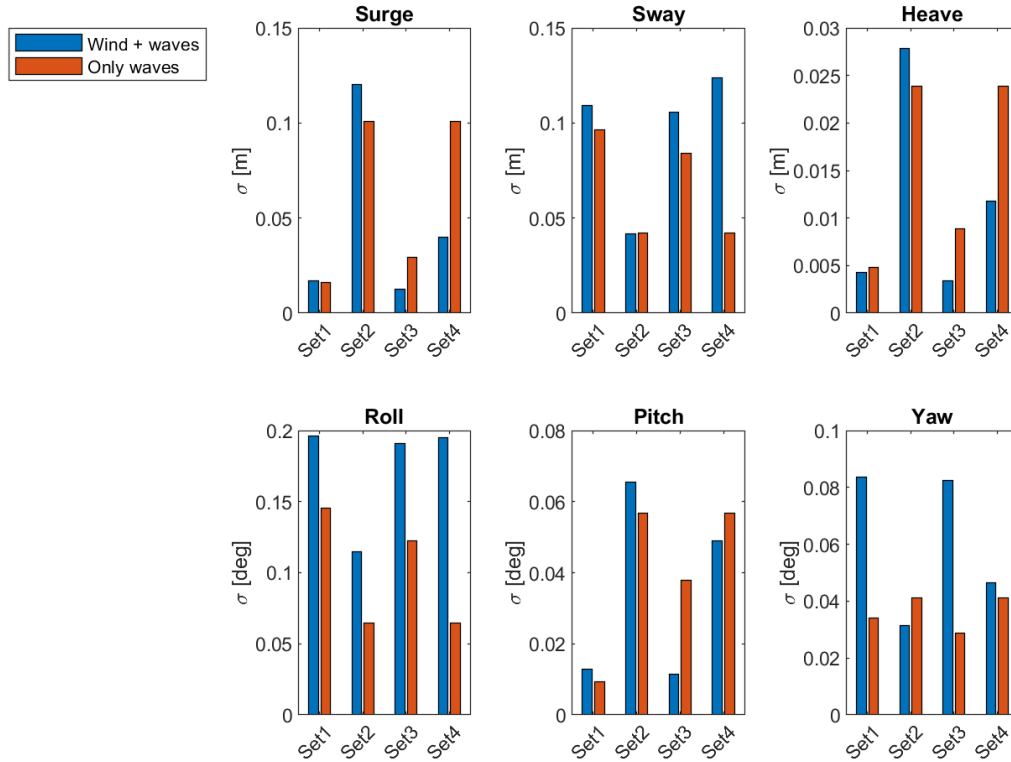 Wind + waves
Only waves
Surge
0.15
0.1
0.05
0
σ [m]
Set1
Set2
Set3
Set4
Sway
0.15
0.1
0.05
0
σ [m]
Set1
Set2
Set3
Set4
Heave
0.03
0.025
0.02
0.015
0.01
0.005
0
σ [m]
Set1
Set2
Set3
Set4
Roll
0.2
0.15
0.1
0.05
0
σ [deg]
Set1
Set2
Set3
Set4
Pitch
0.08
0.06
0.04
0.02
0
σ [deg]
Set1
Set2
Set3
Set4
Yaw
0.1
0.08
0.06
0.04
0.02
0
σ [deg]
Set1
Set2
Set3
Set4